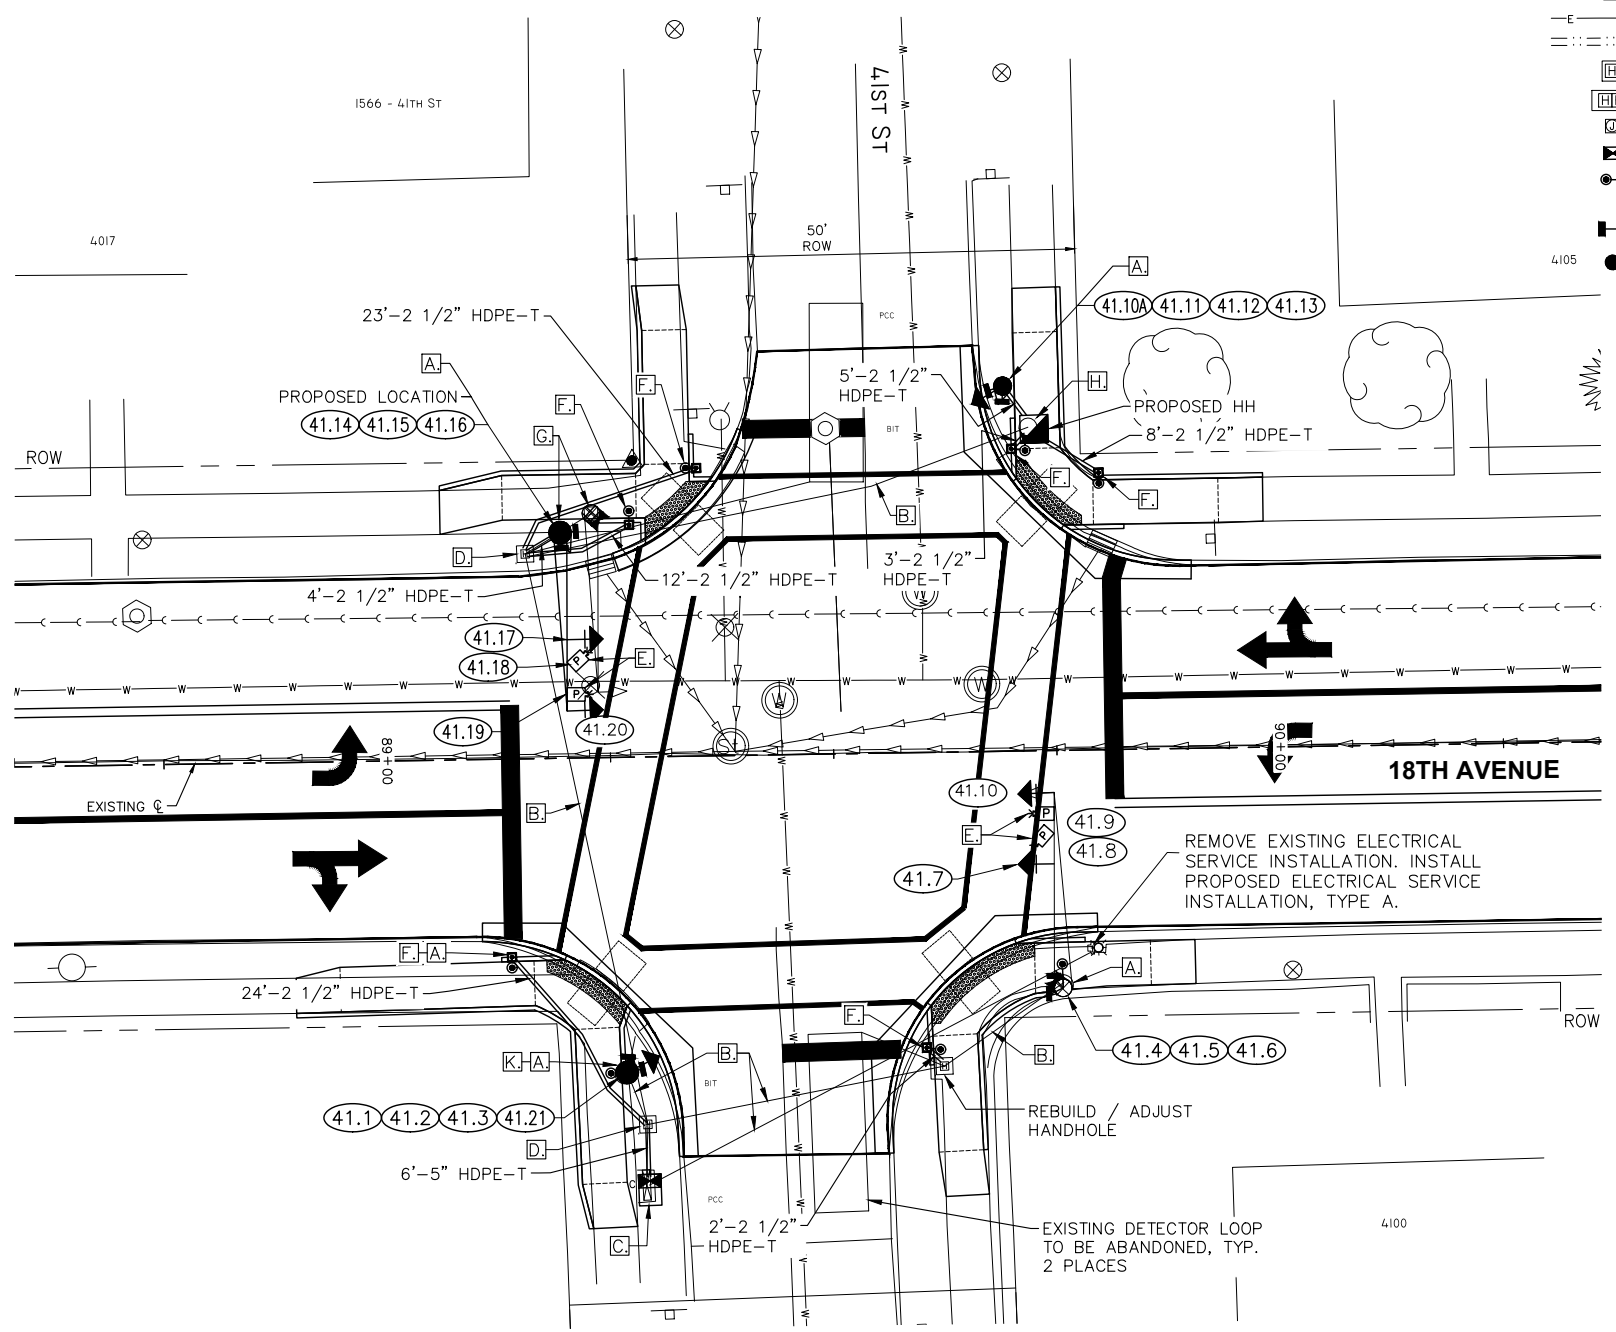 E
H
H
41ST ST
1566 - 41TH ST
4017
50'
ROW
4105
A.
41.10A 41.11 41.12 41.13
PCC
23'-2 1/2" HDPE-T
A.
PROPOSED LOCATION
41.14 41.15 41.16
F.
F.
G.
5'-2 1/2"
HDPE-T
H.
PROPOSED HH
8'-2 1/2" HDPE-T
BIT
ROW
F.
F.
B.
D.
3'-2 1/2"
HDPE-T
12'-2 1/2" HDPE-T
4'-2 1/2" HDPE-T
41.17
41.18
P
E.
P
41.19
41.20
W
W
W
St
89+00
90+00
18TH AVENUE
EXISTING ℄
B.
41.10
E.
P
P
41.9
41.8
41.7
REMOVE EXISTING ELECTRICAL
SERVICE INSTALLATION. INSTALL
PROPOSED ELECTRICAL SERVICE
INSTALLATION, TYPE A.
F. A.
24'-2 1/2" HDPE-T
A.
F.
ROW
41.4 41.5 41.6
B.
K. A.
B.
BIT
41.1 41.2 41.3 41.21
REBUILD / ADJUST
HANDHOLE
D.
6'-5" HDPE-T
C
PCC
C.
2'-2 1/2"
HDPE-T
EXISTING DETECTOR LOOP
TO BE ABANDONED, TYP.
2 PLACES
4100